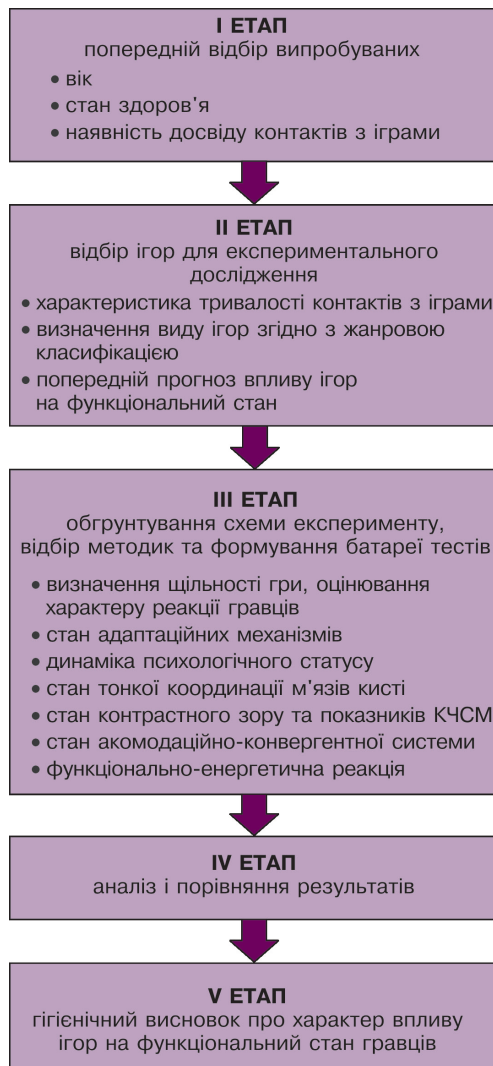 І ЕТАП
попередній відбір випробуваних
• вік
• стан здоров'я
• наявність досвіду контактів з іграми
ІІ ЕТАП
відбір ігор для експериментального
дослідження
• характеристика тривалості контактів з іграми
• визначення виду ігор згідно з жанровою
класифікацією
• попередній прогноз впливу ігор
на функціональний стан
ІІІ ЕТАП
обгрунтування схеми експерименту,
відбір методик та формування батареї тестів
• визначення щільності гри, оцінювання
характеру реакції гравців
• стан адаптаційних механізмів
• динаміка психологічного статусу
• стан тонкої координації м'язів кисті
• стан контрастного зору та показників КЧСМ
• стан акомодаційно-конвергентної системи
• функціонально-енергетична реакція
IV ЕТАП
аналіз і порівняння результатів
V ЕТАП
гігієнічний висновок про характер впливу
ігор на функціональний стан гравців